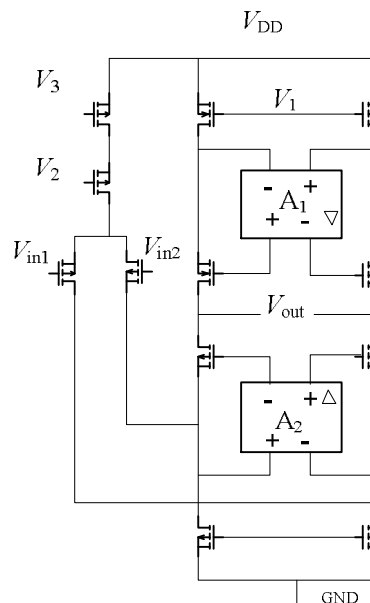 V_DD
V_3
V_1
V_2
- +
A_1
+ - ▽
V_in1 V_in2
V_out
- + △
A_2
+ -
GND